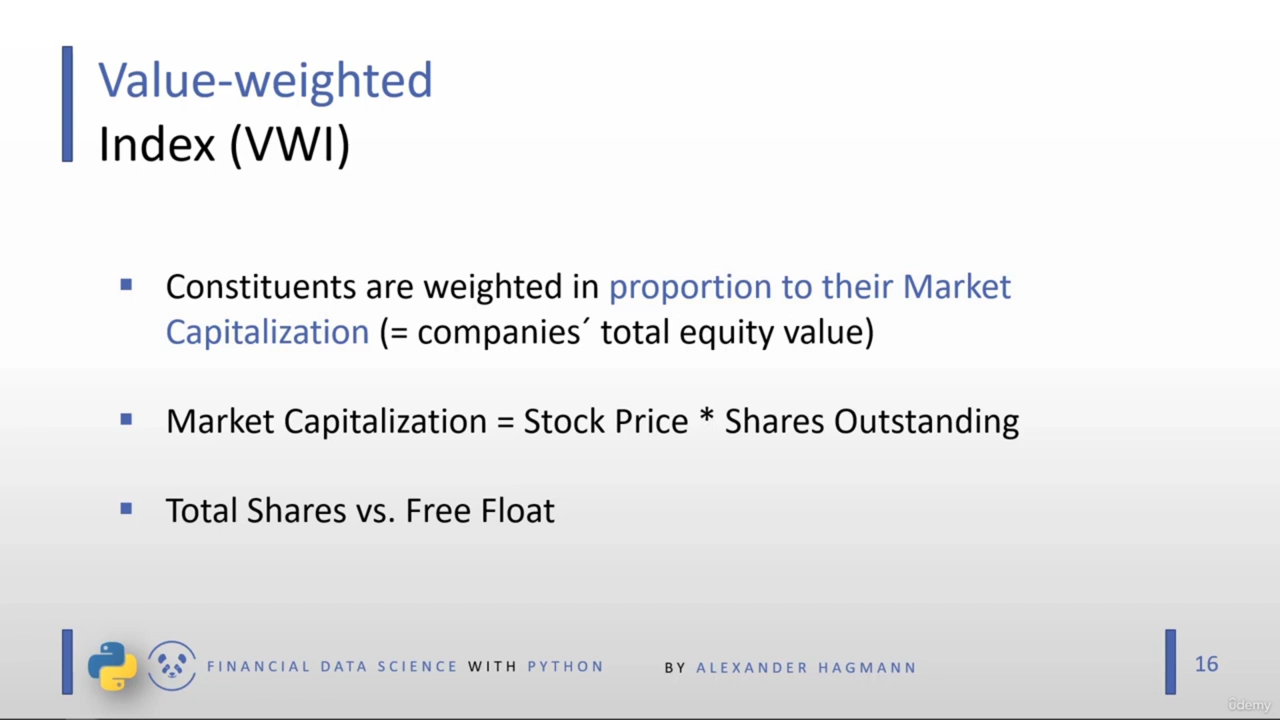 Value-weighted
Index (VWI)
▪ Constituents are weighted in proportion to their Market
Capitalization (= companies´ total equity value)
▪ Market Capitalization = Stock Price * Shares Outstanding
▪ Total Shares vs. Free Float
FINANCIAL DATA SCIENCE WITH PYTHON BY ALEXANDER HAGMANN 16
ûdemy